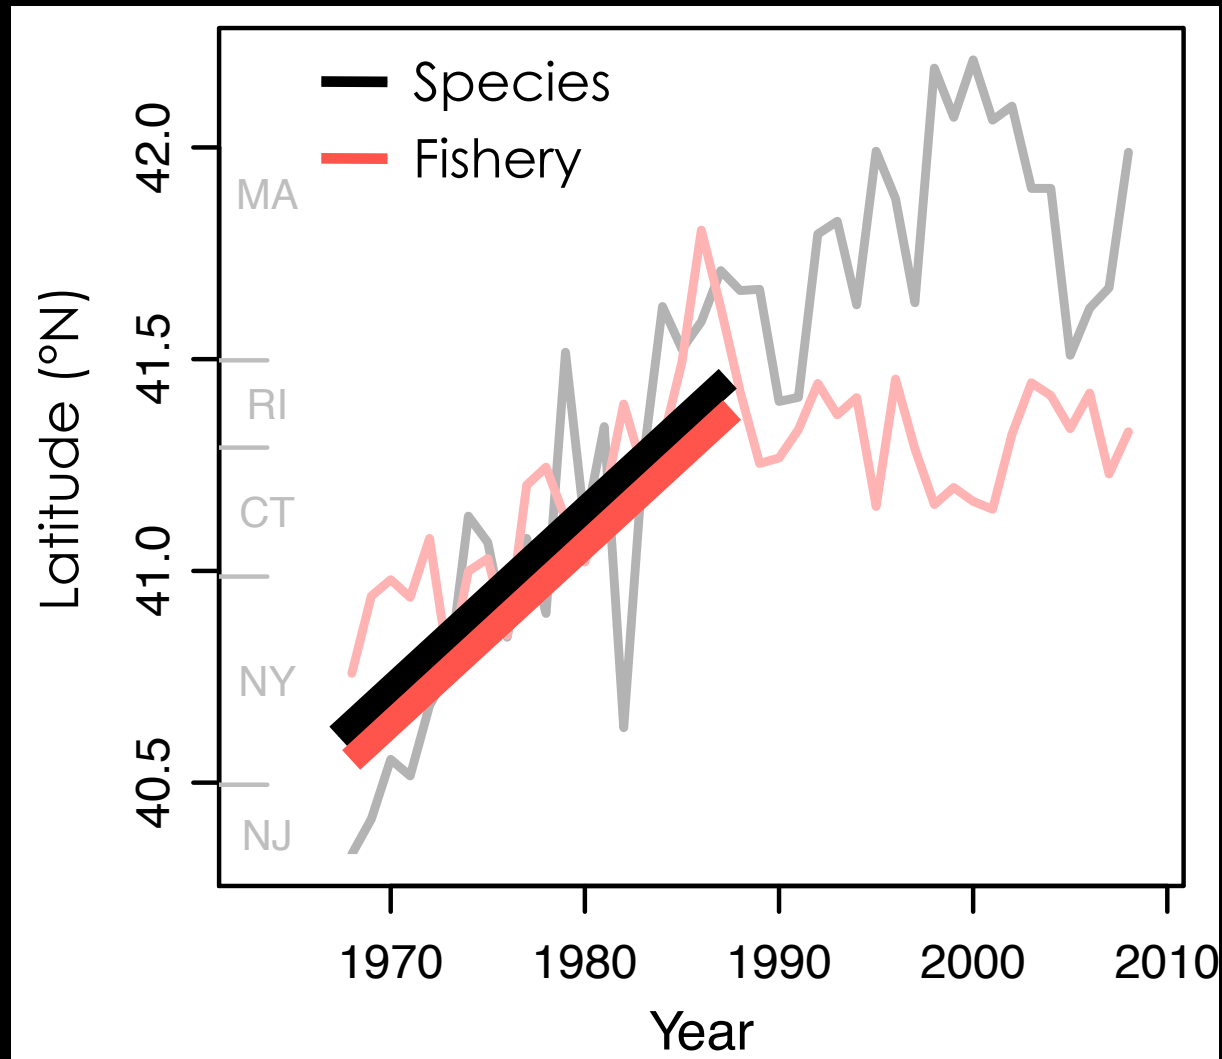 Species
Fishery
Latitude (°N)
42.0
41.5
41.0
40.5
MA
RI
CT
NY
NJ
1970 1980 1990 2000 2010
Year